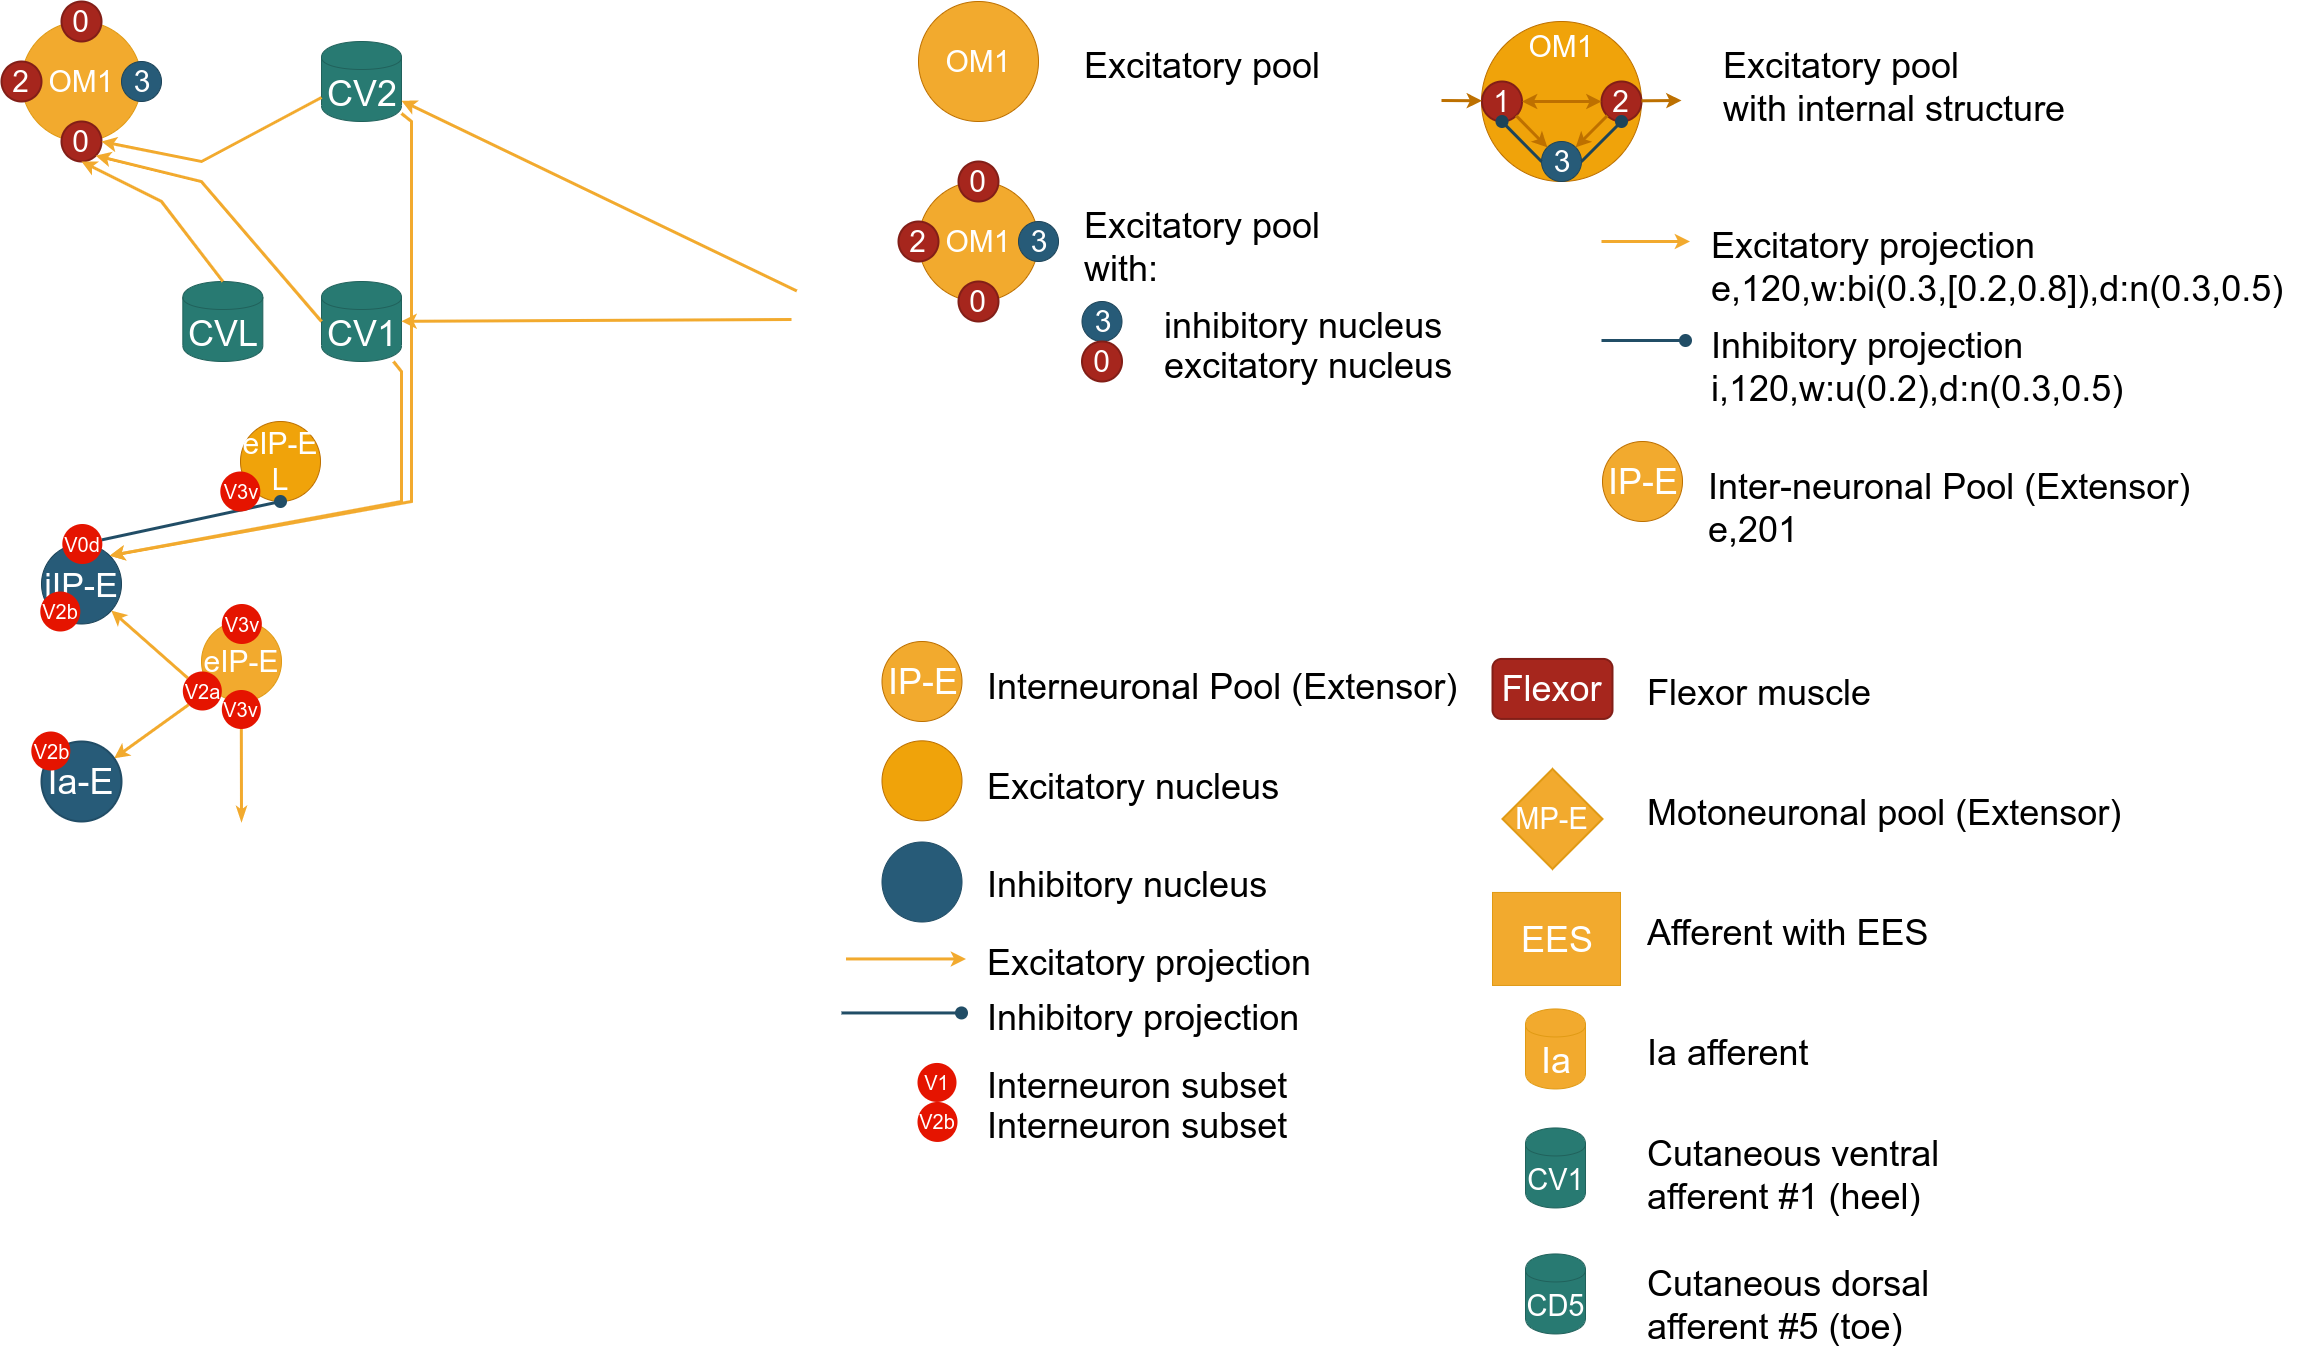 0
2
OM1
3
0
CV2
CVL
CV1
eIP-E
L
V3v
V0d
iIP-E
V2b
V3v
eIP-E
V2a
V3v
V2b
Ia-E
OM1
Excitatory pool
0
2
OM1
3
0
Excitatory pool
with:
3
inhibitory nucleus
0
excitatory nucleus
OM1
1
2
3
Excitatory pool
with internal structure
Excitatory projection
e,120,w:bi(0.3,[0.2,0.8]),d:n(0.3,0.5)
Inhibitory projection
i,120,w:u(0.2),d:n(0.3,0.5)
IP-E
Inter-neuronal Pool (Extensor)
e,201
IP-E
Interneuronal Pool (Extensor)
Excitatory nucleus
Inhibitory nucleus
Excitatory projection
Inhibitory projection
V1
Interneuron subset
V2b
Interneuron subset
Flexor
Flexor muscle
MP-E
Motoneuronal pool (Extensor)
EES
Afferent with EES
Ia
Ia afferent
CV1
Cutaneous ventral
afferent #1 (heel)
CD5
Cutaneous dorsal
afferent #5 (toe)